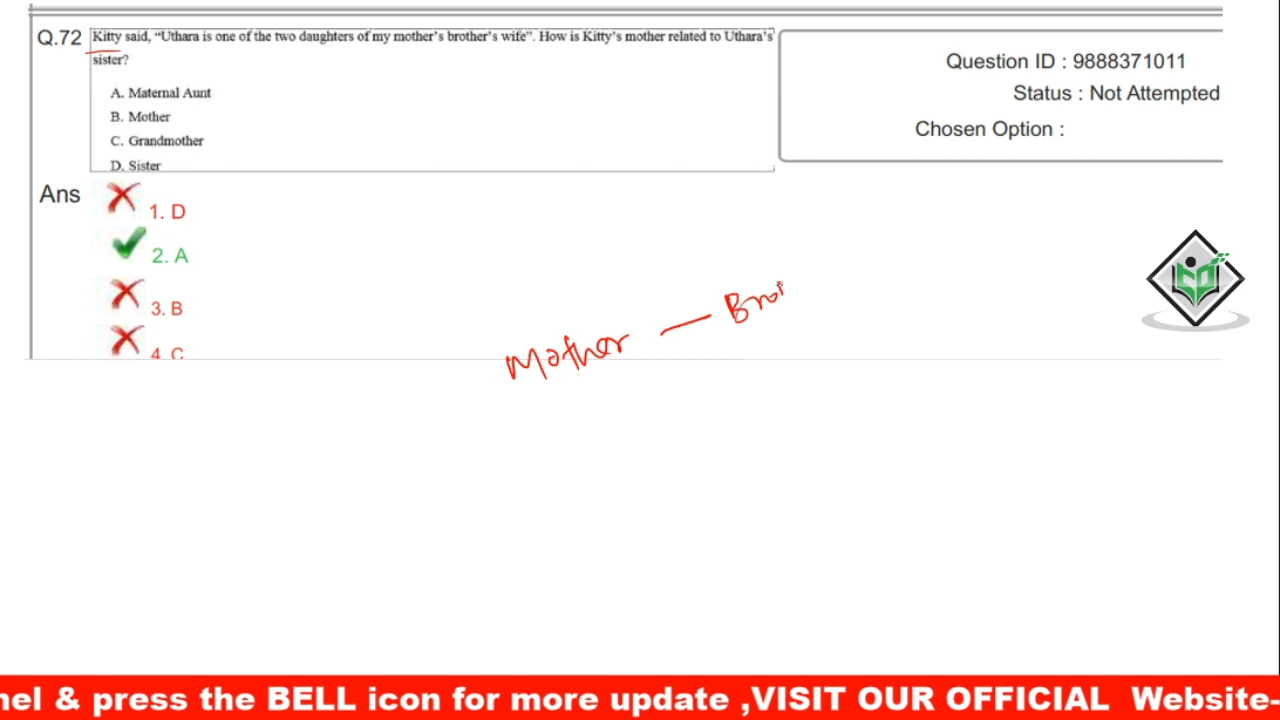 Q.72 Kitty said, “Uthara is one of the two daughters of my mother’s brother’s wife”. How is Kitty’s mother related to Uthara’s
sister?
A. Maternal Aunt
B. Mother
C. Grandmother
D. Sister
Question ID : 9888371011
Status : Not Attempted
Chosen Option :
Ans
1. D
2. A
3. B
4. C
Mother — Bro
nel & press the BELL icon for more update ,VISIT OUR OFFICIAL Website-